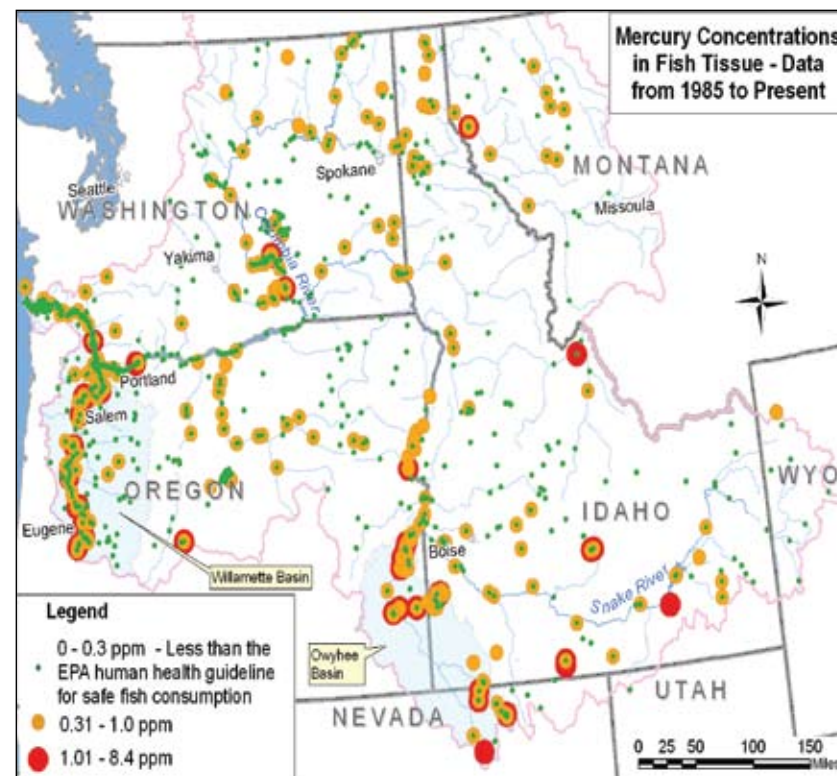 Mercury Concentrations
in Fish Tissue - Data
from 1985 to Present
MONTANA
Spokane
Seattle
WASHINGTON
Missoula
Columbia River
Yakima
N
Portland
Salem
OREGON
IDAHO
WYO
Eugene
Boise
Willamette Basin
Snake River
Owyhee
Basin
NEVADA
UTAH
Legend
0 - 0.3 ppm - Less than the
EPA human health guideline
for safe fish consumption
0.31 - 1.0 ppm
1.01 - 8.4 ppm
0 25 50 100 150
Miles